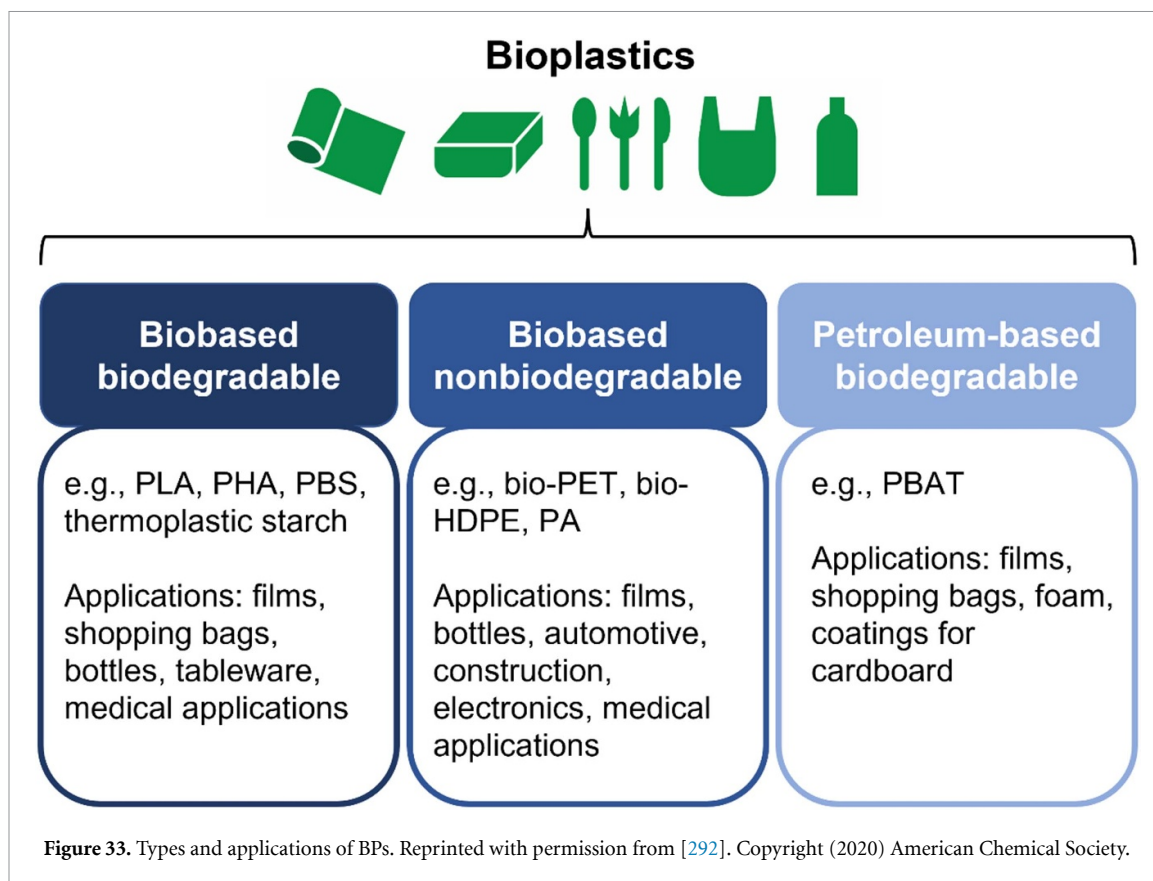 Bioplastics
Biobased
biodegradable
e.g., PLA, PHA, PBS,
thermoplastic starch
Applications: films,
shopping bags,
bottles, tableware,
medical applications
Biobased
nonbiodegradable
e.g., bio-PET, bio-
HDPE, PA
Applications: films,
bottles, automotive,
construction,
electronics, medical
applications
Petroleum-based
biodegradable
e.g., PBAT
Applications: films,
shopping bags, foam,
coatings for
cardboard
Figure 33. Types and applications of BPs. Reprinted with permission from [292]. Copyright (2020) American Chemical Society.